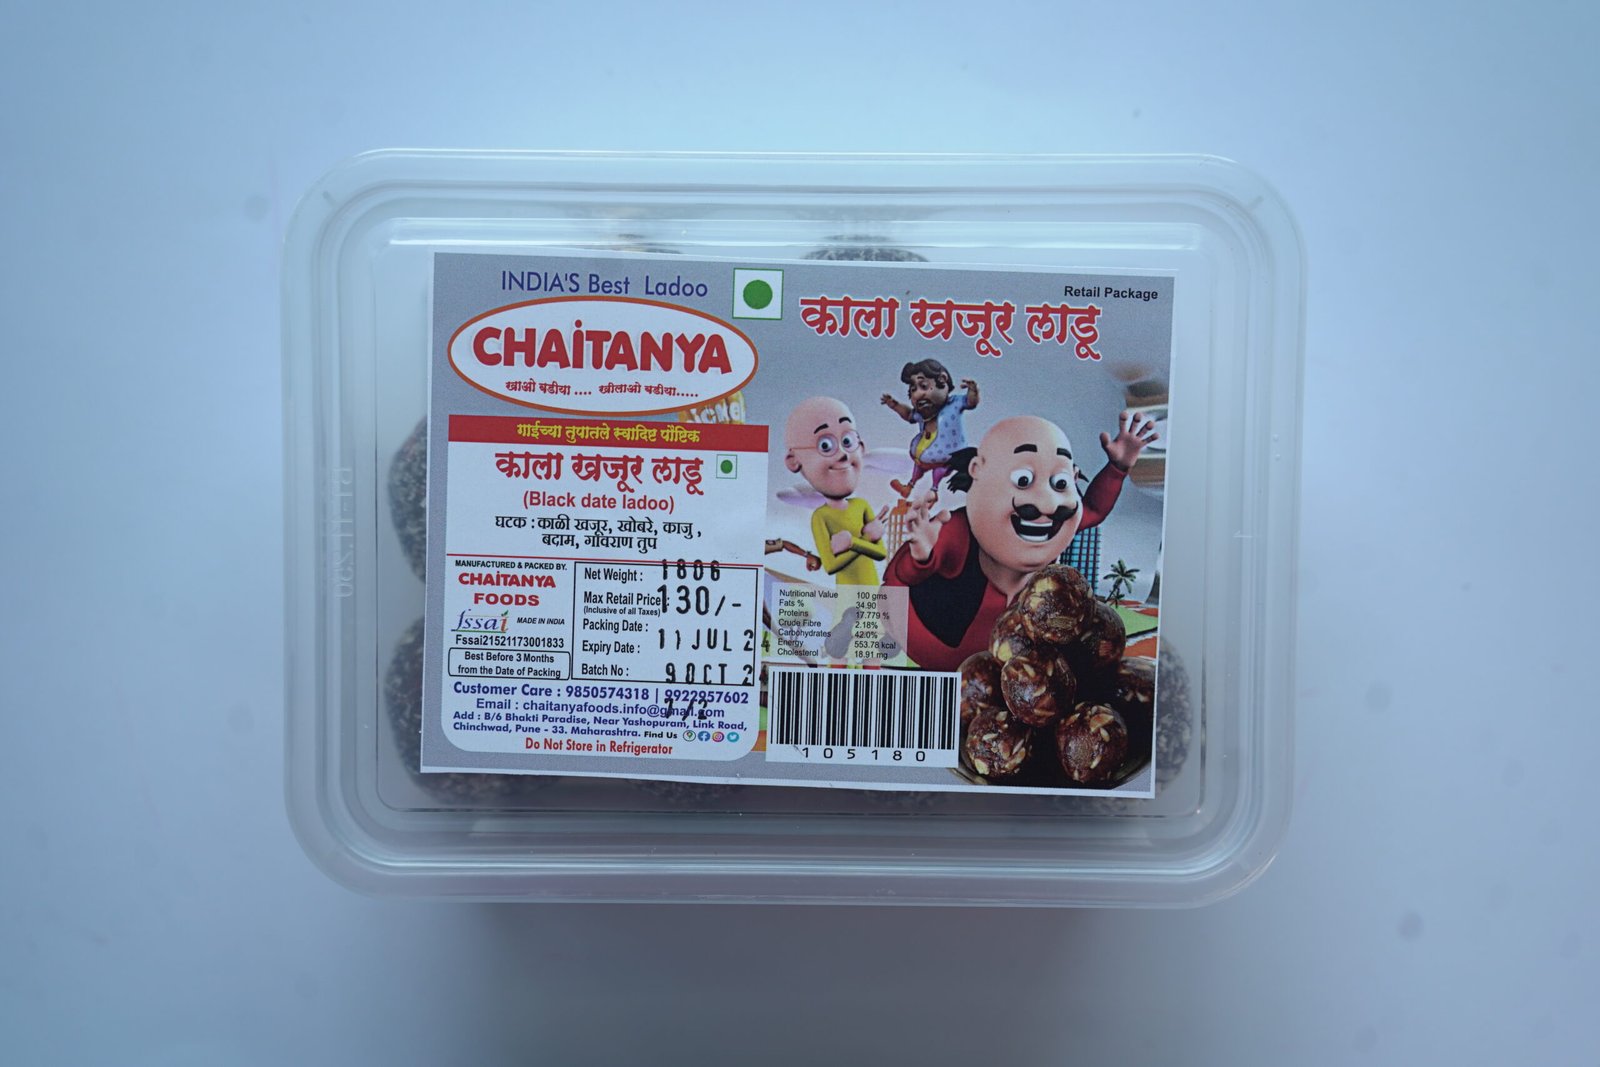 INDIA'S Best Ladoo
CHAiTANYA
खाओ बडीया .... खीलाओ बडीया.....
गाईच्या तुपातले स्वादिष्ट पौष्टिक
काला खजूर लाडू
(Black date ladoo)
घटक : काळी खजूर, खोबरे, काजु ,
बदाम, गावराण तुप
MANUFACTURED & PACKED BY.
CHAiTANYA
FOODS
fssai MADE IN INDIA
Fssai21521173001833
Best Before 3 Months
from the Date of Packing
Net Weight : 180G
Max Retail Price : 130/-
(Inclusive of all Taxes)
Packing Date : 11 JUL 24
Expiry Date : 9 OCT 2
Batch No : 7/2
Customer Care : 9850574318 | 9922957602
Email : chaitanyafoods.info@gmail.com
Add : B/6 Bhakti Paradise, Near Yashopuram, Link Road,
Chinchwad, Pune - 33. Maharashtra. Find Us
Do Not Store in Refrigerator
Retail Package
काला खजूर लाडू
Nutritional Value 100 gms
Fats % 34.90
Proteins 17.779 %
Crude Fibre 2.18%
Carbohydrates 42.0%
Energy 553.78 kcal
Cholesterol 18.91 mg
105180